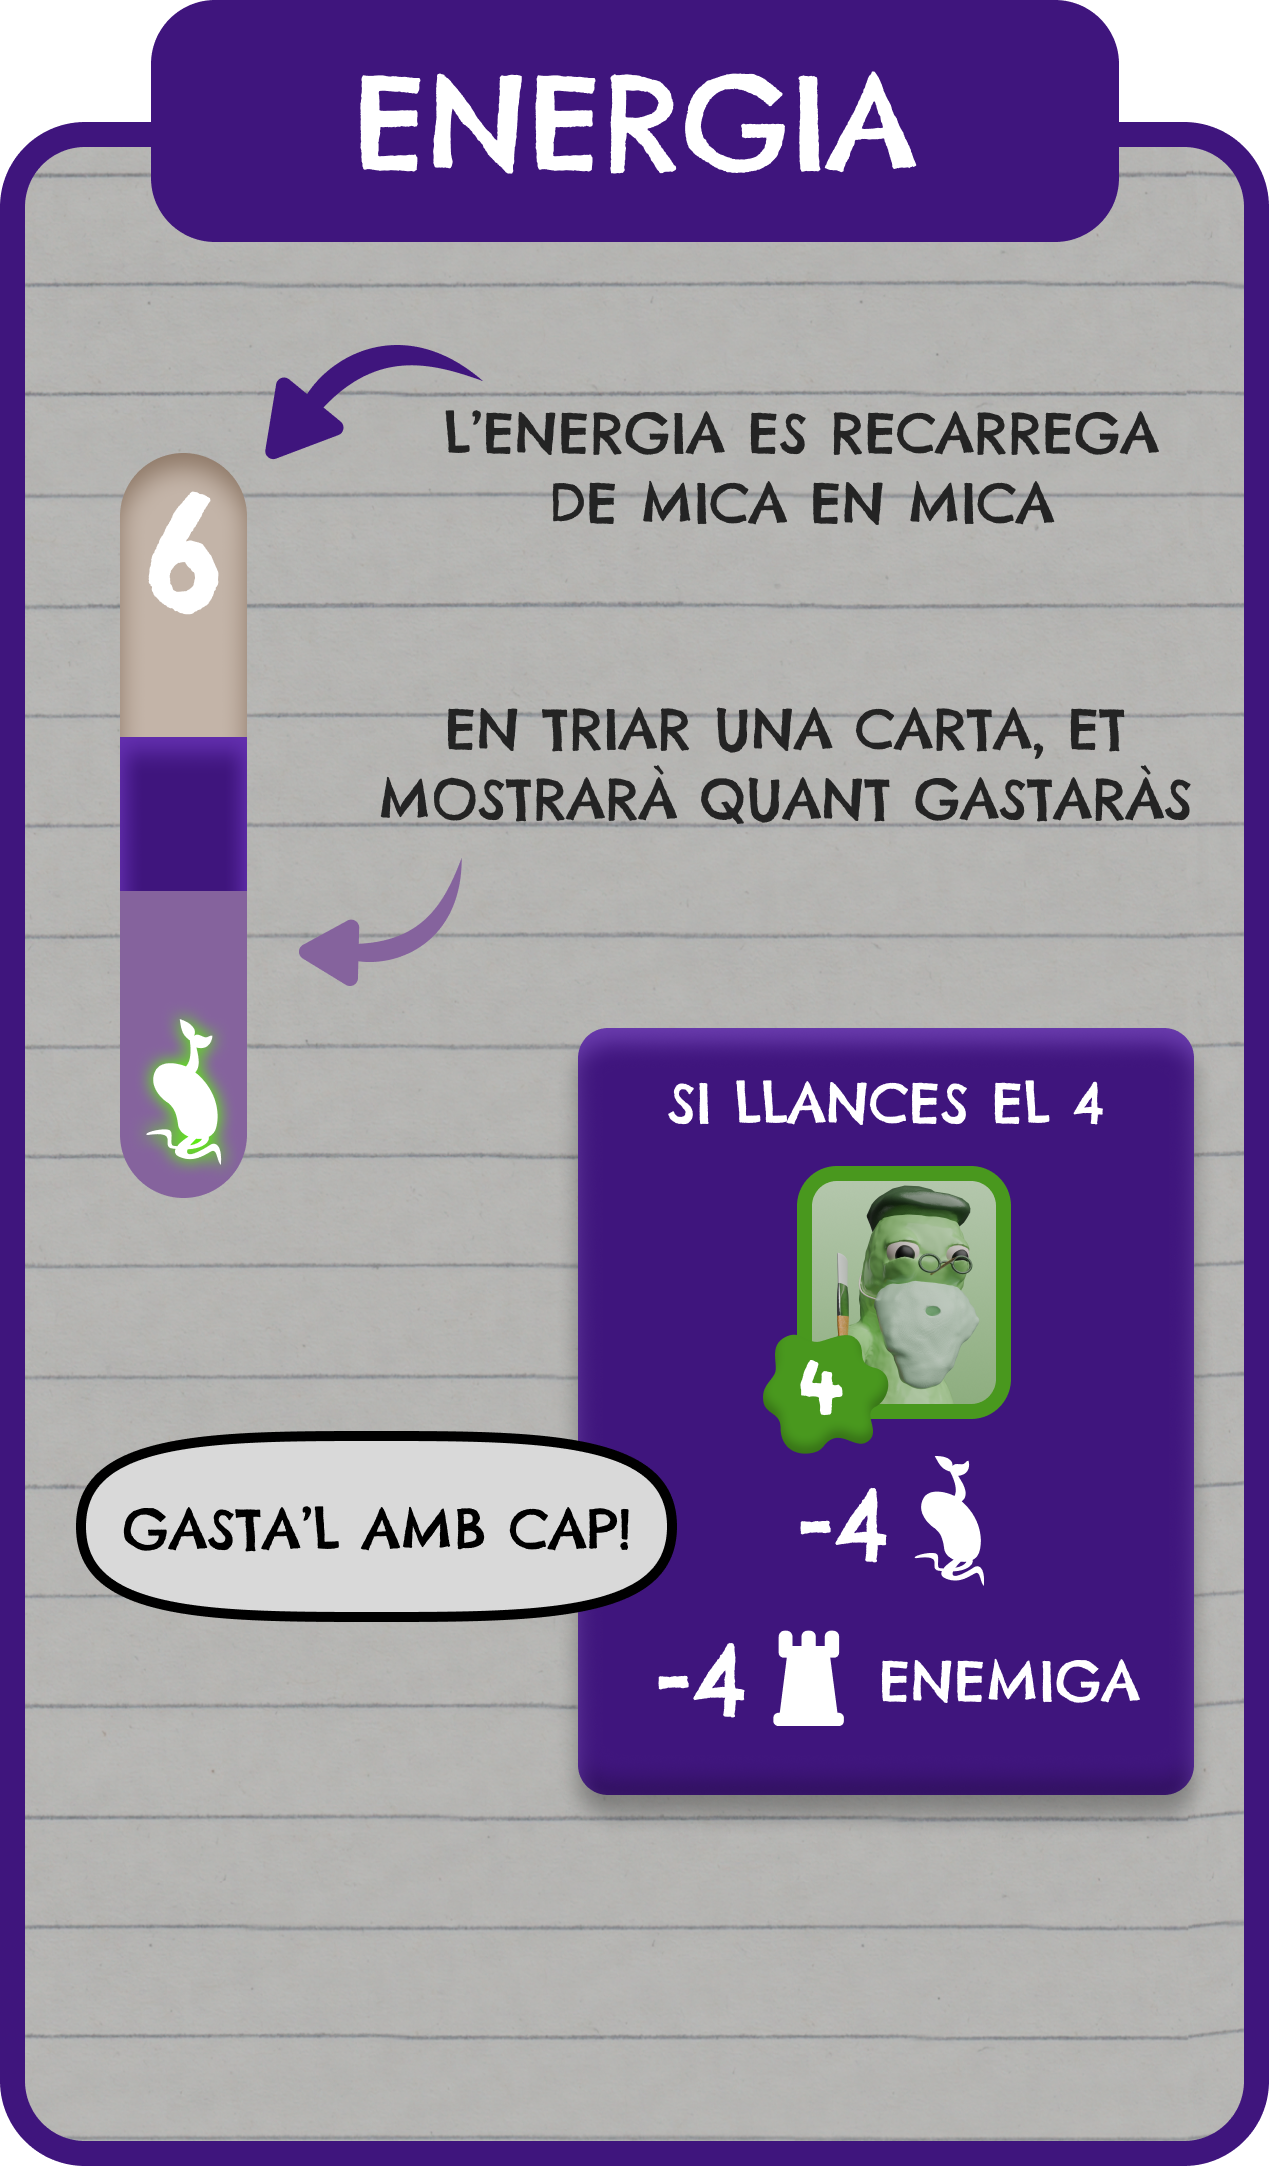 ENERGIA
L'ENERGIA ES RECARREGA
DE MICA EN MICA
6
EN TRIAR UNA CARTA, ET
MOSTRARÀ QUANT GASTARÀS
SI LLANCES EL 4
4
-4
GASTA'L AMB CAP!
-4 ENEMIGA